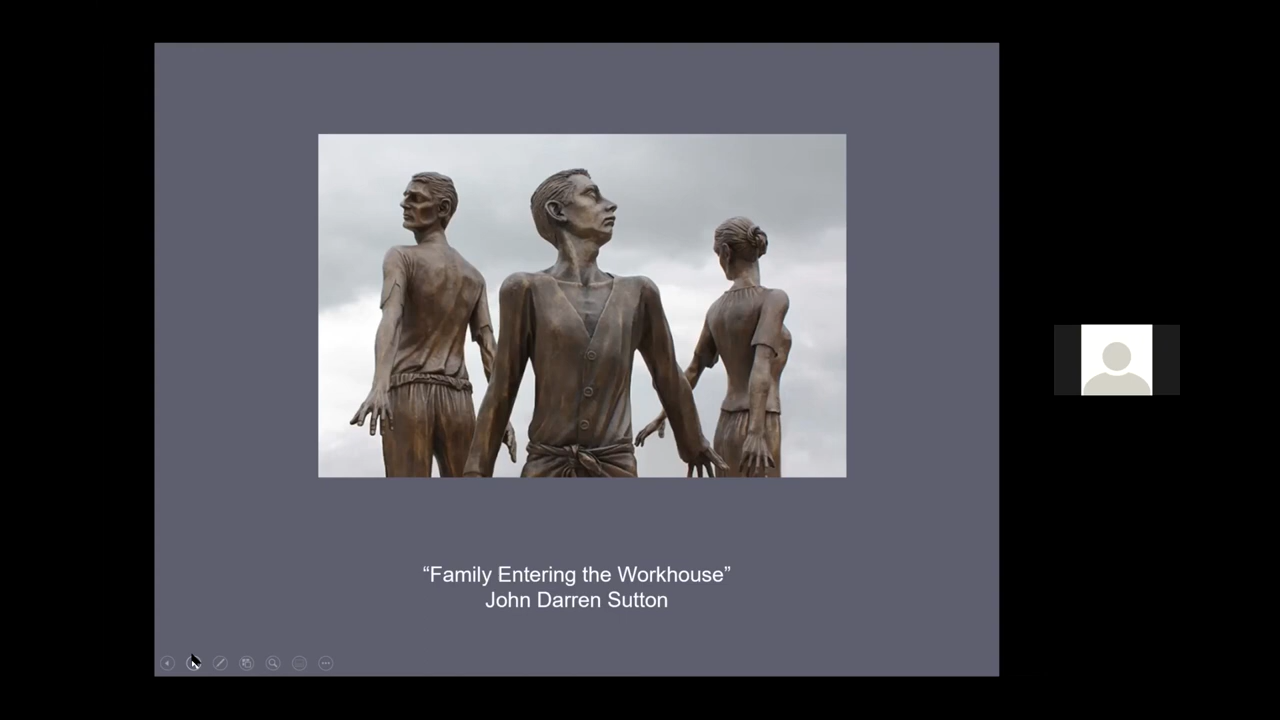 “Family Entering the Workhouse”
John Darren Sutton